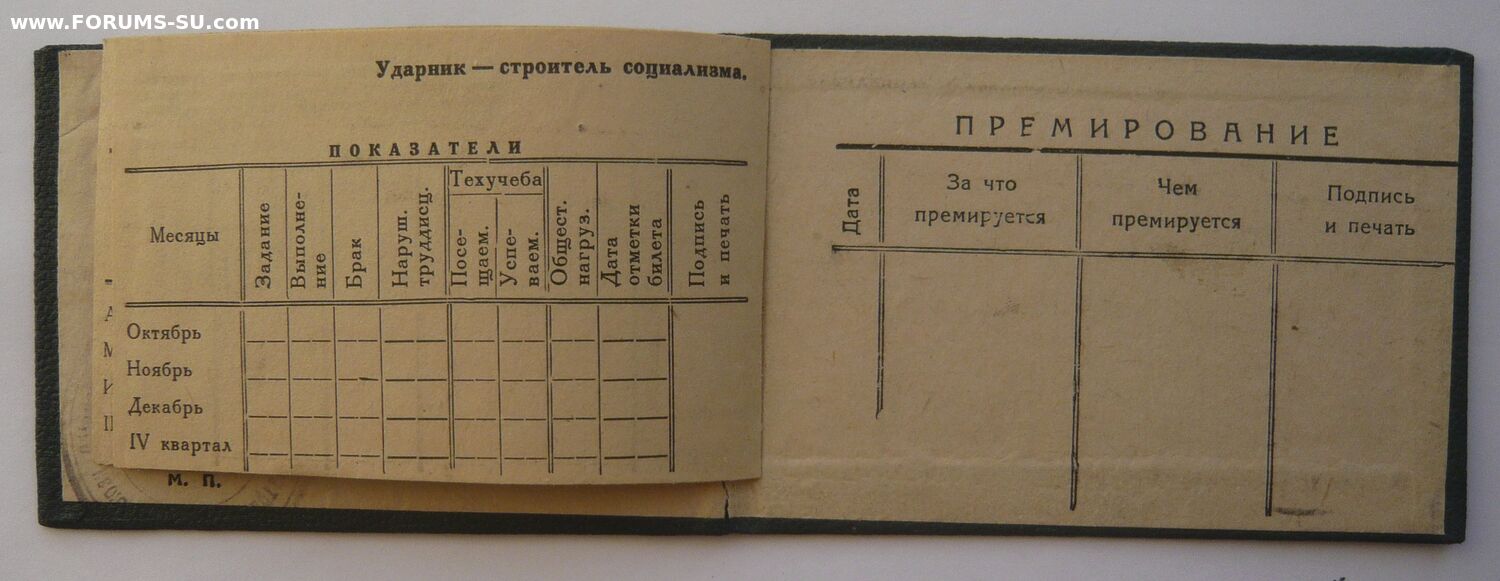 www.FORUMS-SU.com
Ударник — строитель социализма.
ПОКАЗАТЕЛИ
Месяцы
Задание
Выполне-
ние
Брак
Наруш.
труддисц.
Техучеба
Посе-
щаем.
Успе-
ваем.
Общест.
нагруз.
Дата
отметки
билета
Подпись
и печать
Октябрь
Ноябрь
Декабрь
IV квартал
М. П.
ПРЕМИРОВАНИЕ
Дата
За что
премируется
Чем
премируется
Подпись
и печать